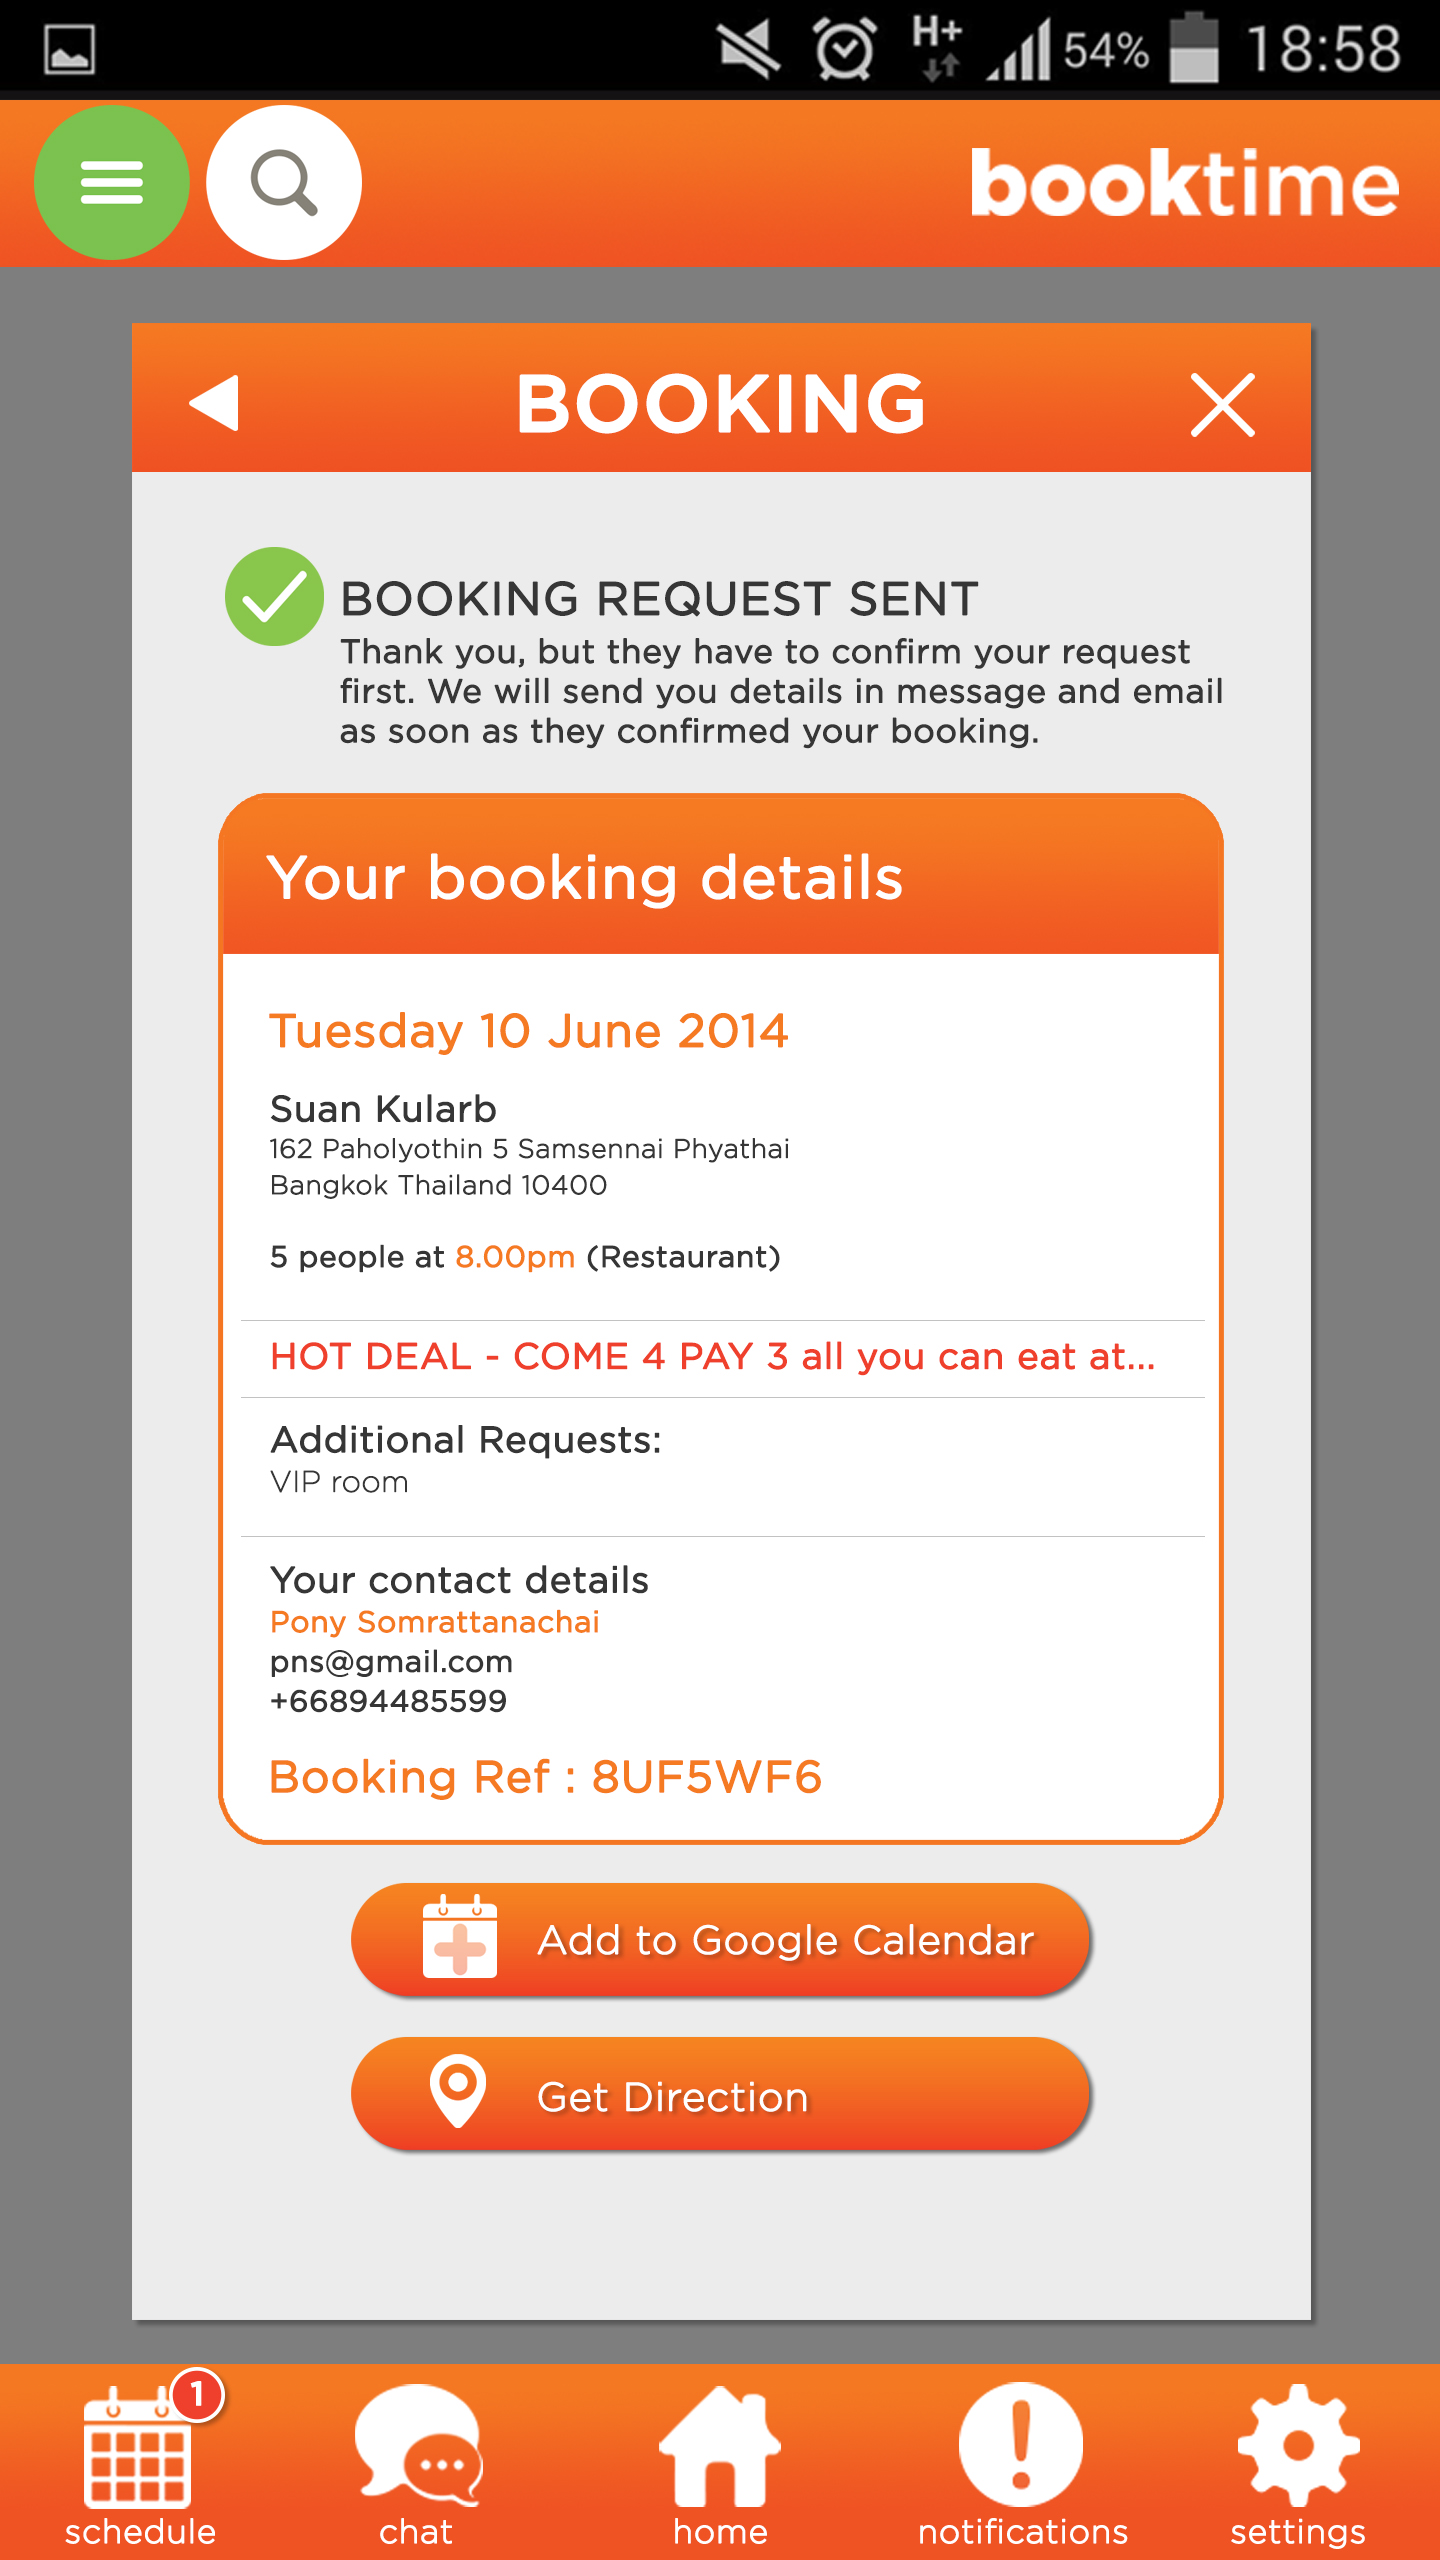 H+ 54% 18:58
booktime
BOOKING
BOOKING REQUEST SENT
Thank you, but they have to confirm your request
first. We will send you details in message and email
as soon as they confirmed your booking.
Your booking details
Tuesday 10 June 2014
Suan Kularb
162 Paholyothin 5 Samsennai Phyathai
Bangkok Thailand 10400
5 people at 8.00pm (Restaurant)
HOT DEAL - COME 4 PAY 3 all you can eat at...
Additional Requests:
VIP room
Your contact details
Pony Somrattanachai
pns@gmail.com
+66894485599
Booking Ref : 8UF5WF6
Add to Google Calendar
Get Direction
1
schedule chat home notifications settings